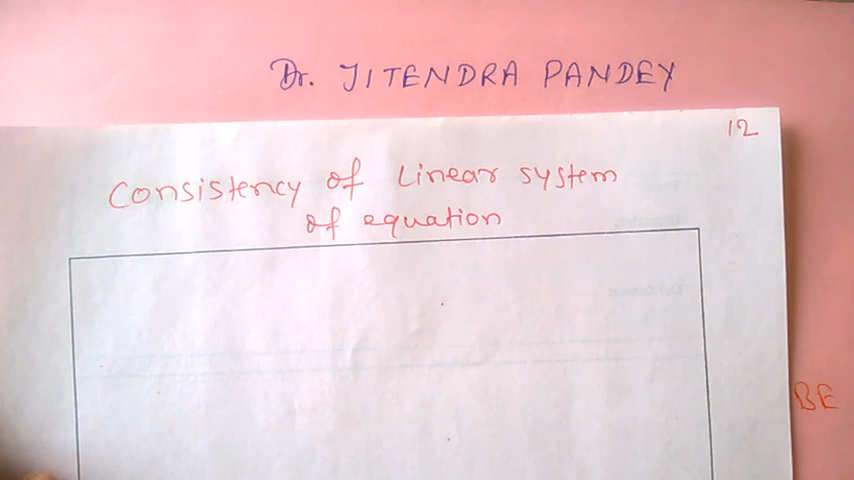 Dr. JITENDRA PANDEY
12
Consistency of Linear system
of equation
BE